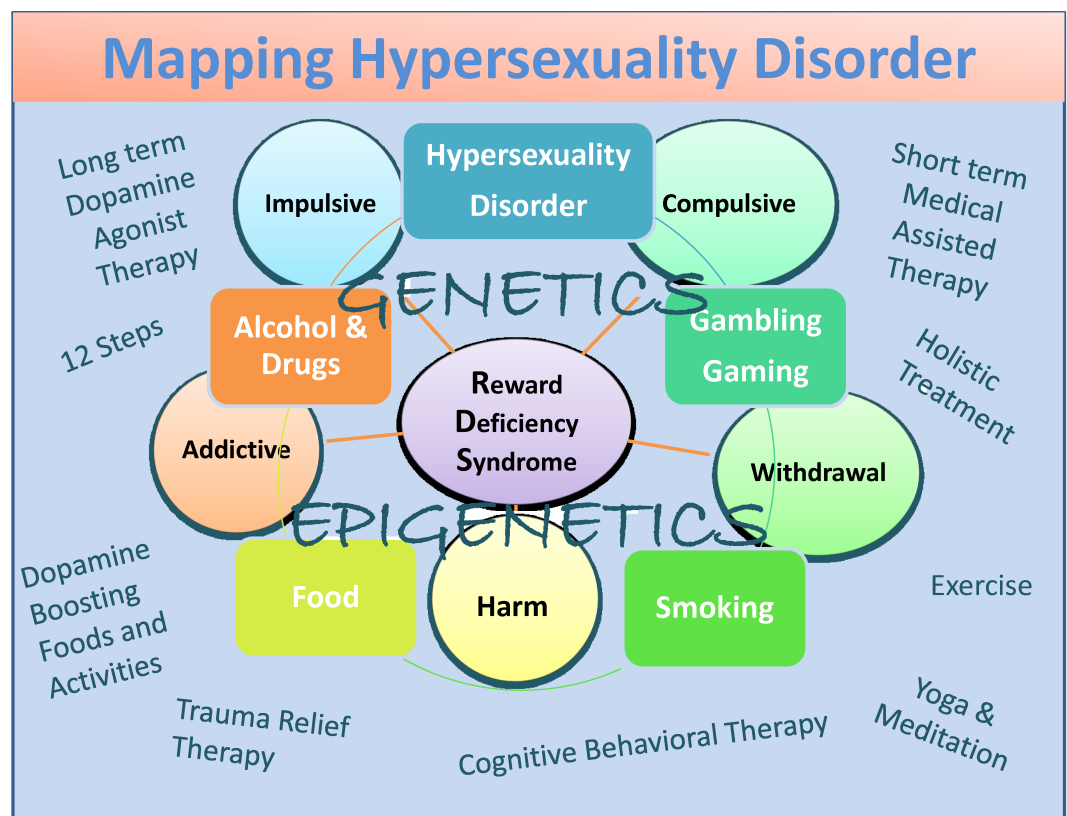 Mapping Hypersexuality Disorder
Long term
Dopamine
Agonist
Therapy
Impulsive
Hypersexuality
Disorder
Compulsive
Short term
Medical
Assisted
Therapy
GENETICS
12 Steps
Alcohol &
Drugs
Gambling
Gaming
Holistic
Treatment
Reward
Deficiency
Syndrome
Addictive
Withdrawal
EPIGENETICS
Dopamine
Boosting
Foods and
Activities
Food
Harm
Smoking
Exercise
Trauma Relief
Therapy
Cognitive Behavioral Therapy
Yoga &
Meditation